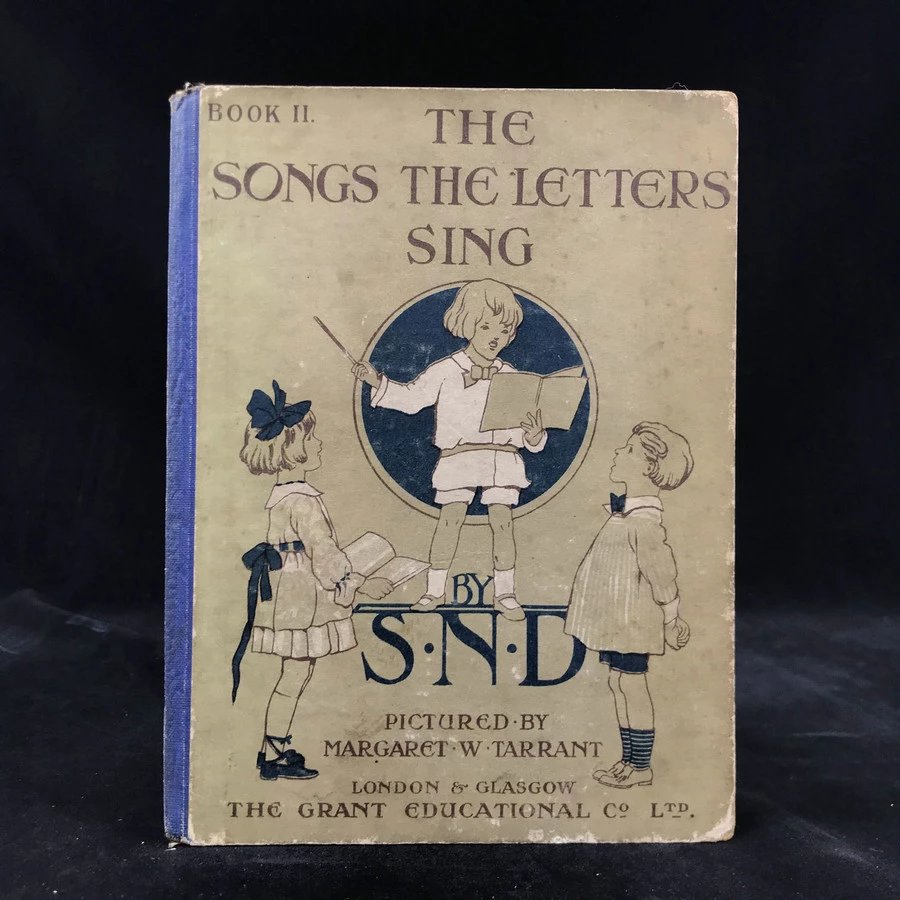 BOOK II.
THE
SONGS THE LETTERS
SING
BY
S·N·D
PICTURED·BY
MARGARET·W·TARRANT
LONDON & GLASGOW
THE GRANT EDUCATIONAL Cº LTD.